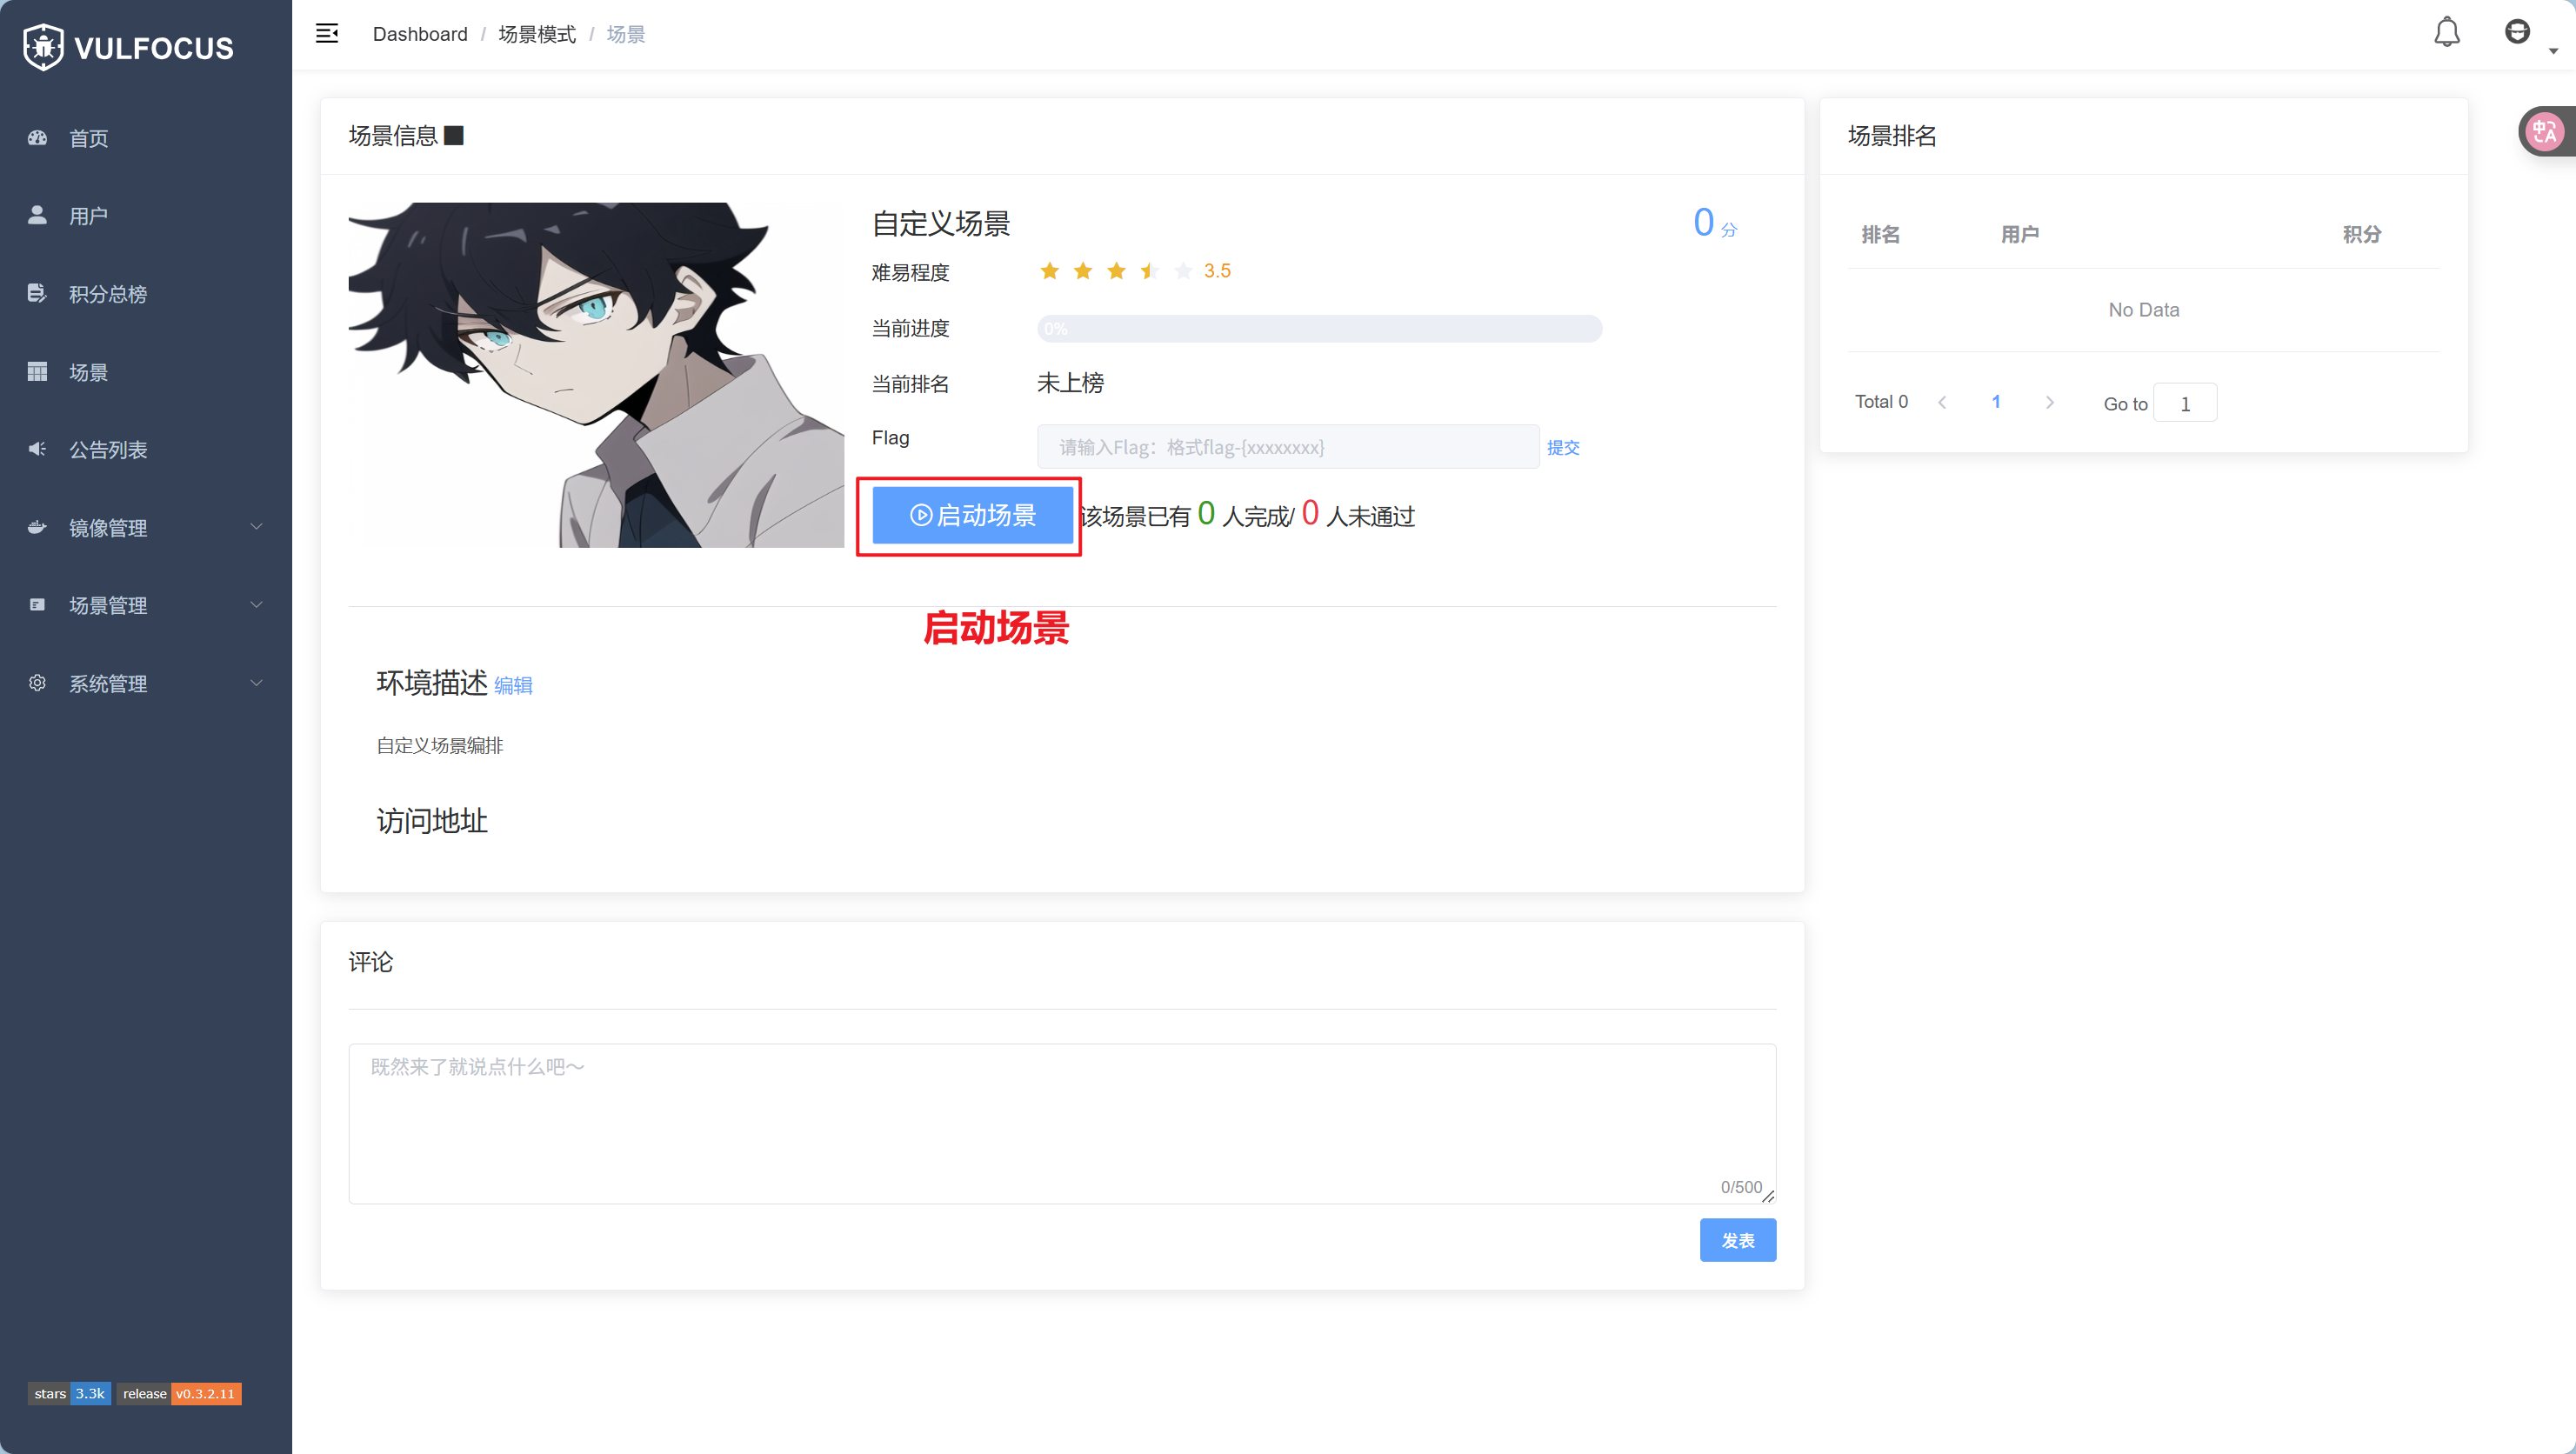 VULFOCUS
首页
用户
积分总榜
场景
公告列表
镜像管理
场景管理
系统管理
stars 3.3k release v0.3.2.11
Dashboard / 场景模式 / 场景
场景信息
自定义场景
0 分
难易程度 3.5
当前进度 0%
当前排名 未上榜
Flag 请输入Flag：格式flag-{xxxxxxxx} 提交
启动场景 该场景已有 0 人完成/ 0 人未通过
启动场景
环境描述 编辑
自定义场景编排
访问地址
评论
既然来了就说点什么吧～
0/500
发表
场景排名
排名 用户 积分
No Data
Total 0 1 Go to 1
中 A